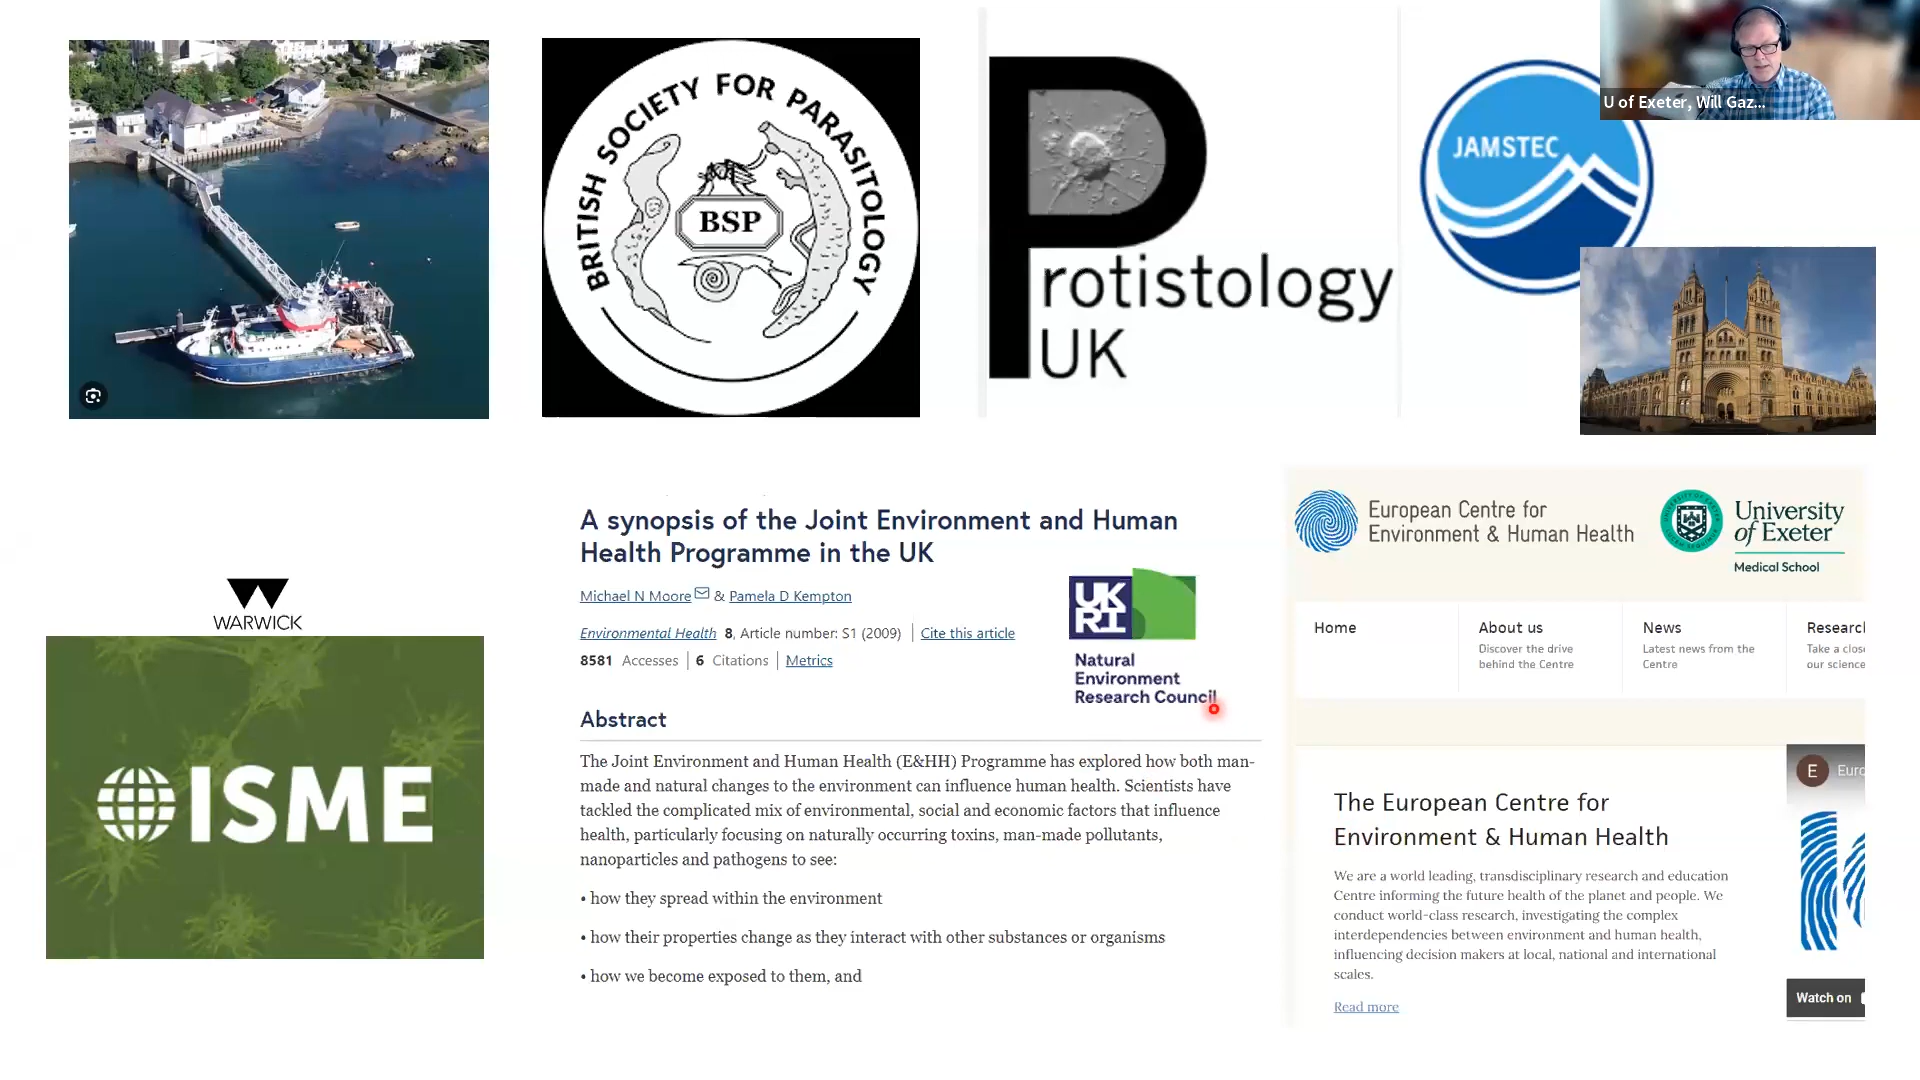 BRITISH SOCIETY FOR PARASITOLOGY
BSP
Protistology
UK
JAMSTEC
U of Exeter, Will Gaz...
WARWICK
ISME
A synopsis of the Joint Environment and Human
Health Programme in the UK
Michael N Moore & Pamela D Kempton
Environmental Health 8, Article number: S1 (2009) | Cite this article
8581 Accesses | 6 Citations | Metrics
UK
RI
Natural
Environment
Research Council
Abstract
The Joint Environment and Human Health (E&HH) Programme has explored how both man-
made and natural changes to the environment can influence human health. Scientists have
tackled the complicated mix of environmental, social and economic factors that influence
health, particularly focusing on naturally occurring toxins, man-made pollutants,
nanoparticles and pathogens to see:
• how they spread within the environment
• how their properties change as they interact with other substances or organisms
• how we become exposed to them, and
European Centre for
Environment & Human Health
University
of Exeter
Medical School
Home
About us
Discover the drive
behind the Centre
News
Latest news from the
Centre
Research
Take a clos
our science
The European Centre for
Environment & Human Health
We are a world leading, transdisciplinary research and education
Centre informing the future health of the planet and people. We
conduct world-class research, investigating the complex
interdependencies between environment and human health,
influencing decision makers at local, national and international
scales.
Read more
E
Euro
Watch on